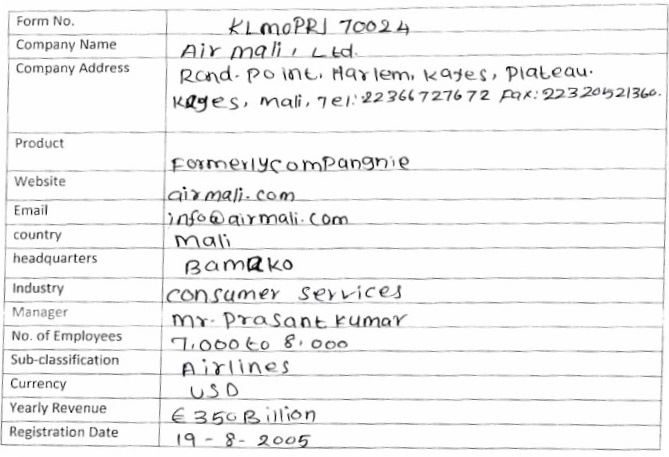 Form No. KLMOPRJ 70024
Company Name Air mali, Ltd.
Company Address Rond. Point. Harlem, Kayes, Plateau.
Kayes, Mali, Tel: 22366727672 Fax: 22320521360.
Product Formerlycompangnie
Website airmali.com
Email info@airmali.com
country Mali
headquarters Bamako
Industry consumer services
Manager Mr. Prasant Kumar
No. of Employees 7,000 to 8,000
Sub-classification Airlines
Currency USD
Yearly Revenue € 350 Billion
Registration Date 19 - 8 - 2005